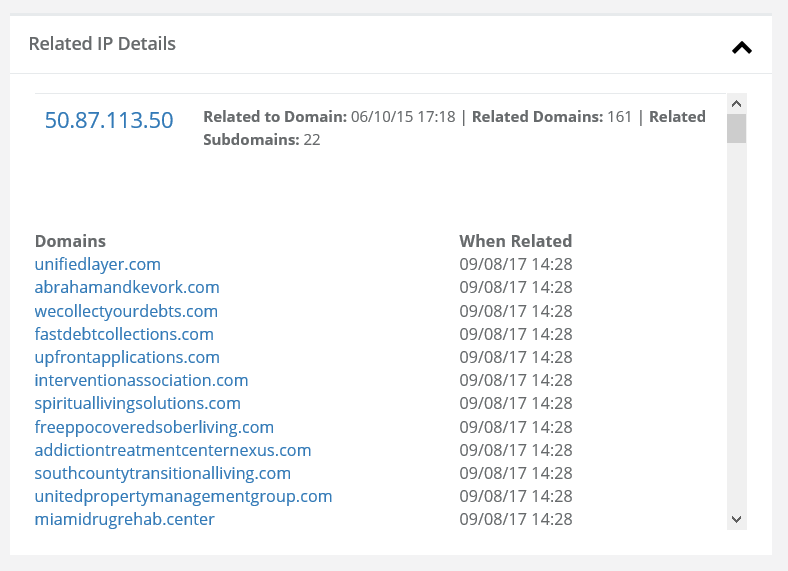 Related IP Details
50.87.113.50
Related to Domain: 06/10/15 17:18 | Related Domains: 161 | Related
Subdomains: 22
Domains When Related
unifiedlayer.com 09/08/17 14:28
abrahamandkevork.com 09/08/17 14:28
wecollectyourdebts.com 09/08/17 14:28
fastdebtcollections.com 09/08/17 14:28
upfrontapplications.com 09/08/17 14:28
interventionassociation.com 09/08/17 14:28
spirituallivingsolutions.com 09/08/17 14:28
freeppocoveredsoberliving.com 09/08/17 14:28
addictiontreatmentcenternexus.com 09/08/17 14:28
southcountytransitionalliving.com 09/08/17 14:28
unitedpropertymanagementgroup.com 09/08/17 14:28
miamidrugrehab.center 09/08/17 14:28